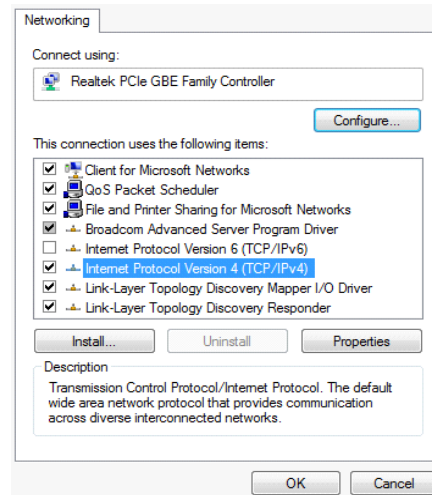 Networking
Connect using:
Realtek PCIe GBE Family Controller
Configure...
This connection uses the following items:
Client for Microsoft Networks
QoS Packet Scheduler
File and Printer Sharing for Microsoft Networks
Broadcom Advanced Server Program Driver
Internet Protocol Version 6 (TCP/IPv6)
Internet Protocol Version 4 (TCP/IPv4)
Link-Layer Topology Discovery Mapper I/O Driver
Link-Layer Topology Discovery Responder
Install... Uninstall Properties
Description
Transmission Control Protocol/Internet Protocol. The default
wide area network protocol that provides communication
across diverse interconnected networks.
OK Cancel